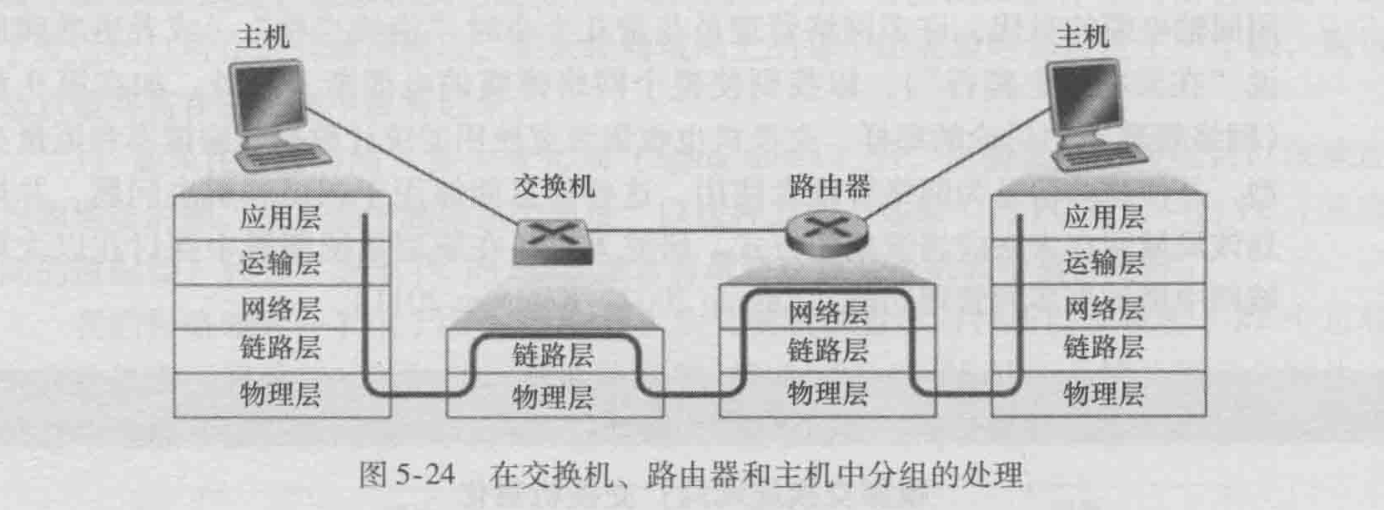 主机
主机
交换机
路由器
应用层
运输层
网络层
链路层
物理层
链路层
物理层
网络层
链路层
物理层
应用层
运输层
网络层
链路层
物理层
图 5-24 在交换机、路由器和主机中分组的处理